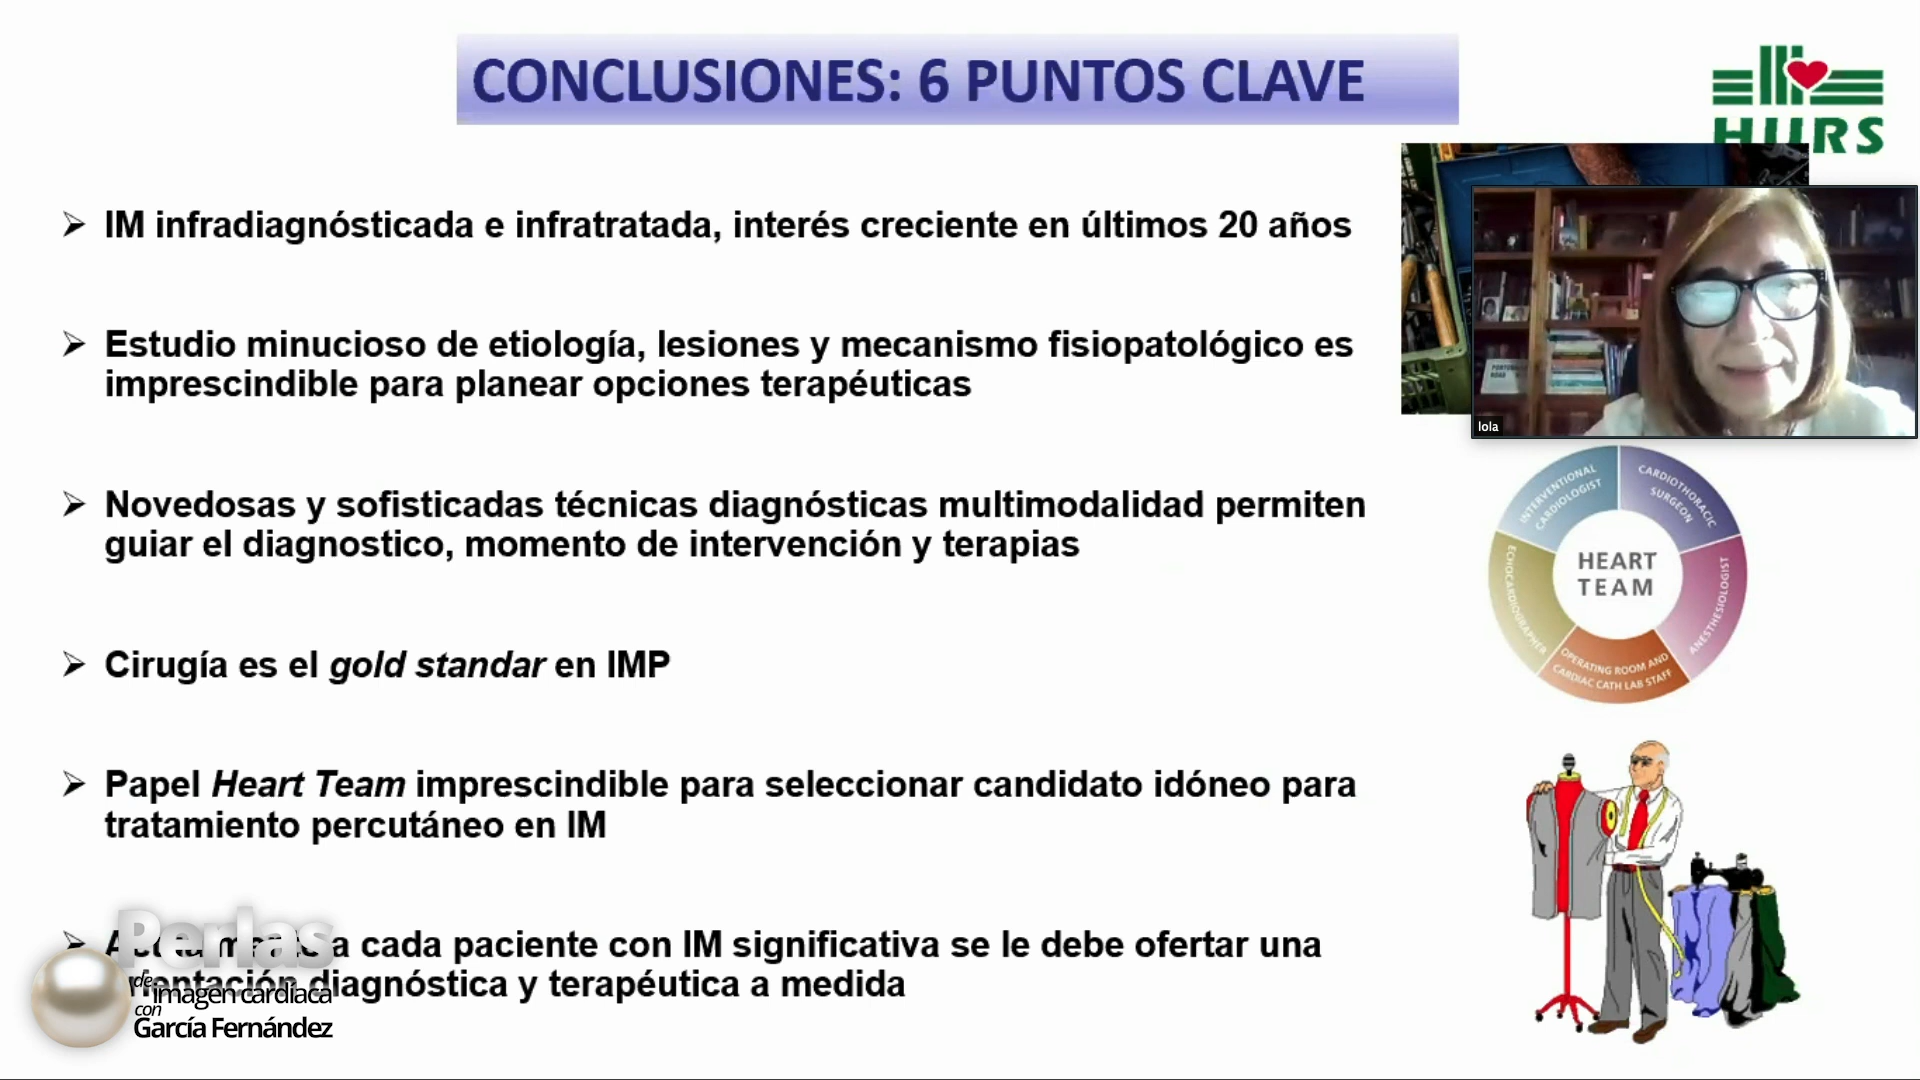 CONCLUSIONES: 6 PUNTOS CLAVE
HURS
IM infradiagnósticada e infratratada, interés creciente en últimos 20 años
Estudio minucioso de etiología, lesiones y mecanismo fisiopatológico es
imprescindible para planear opciones terapéuticas
lola
Novedosas y sofisticadas técnicas diagnósticas multimodalidad permiten
guiar el diagnostico, momento de intervención y terapias
INTERVENTIONAL
CARDIOLOGIST
CARDIOTHORACIC
SURGEON
HEART
TEAM
ECHOCARDIOGRAPHER
ANESTHESIOLOGIST
OPERATING ROOM AND
CARDIAC CATH LAB STAFF
Cirugía es el gold standar en IMP
Papel Heart Team imprescindible para seleccionar candidato idóneo para
tratamiento percutáneo en IM
a cada paciente con IM significativa se le debe ofertar una
diagnóstica y terapéutica a medida
Perlas
de imagen cardíaca
con
García Fernández